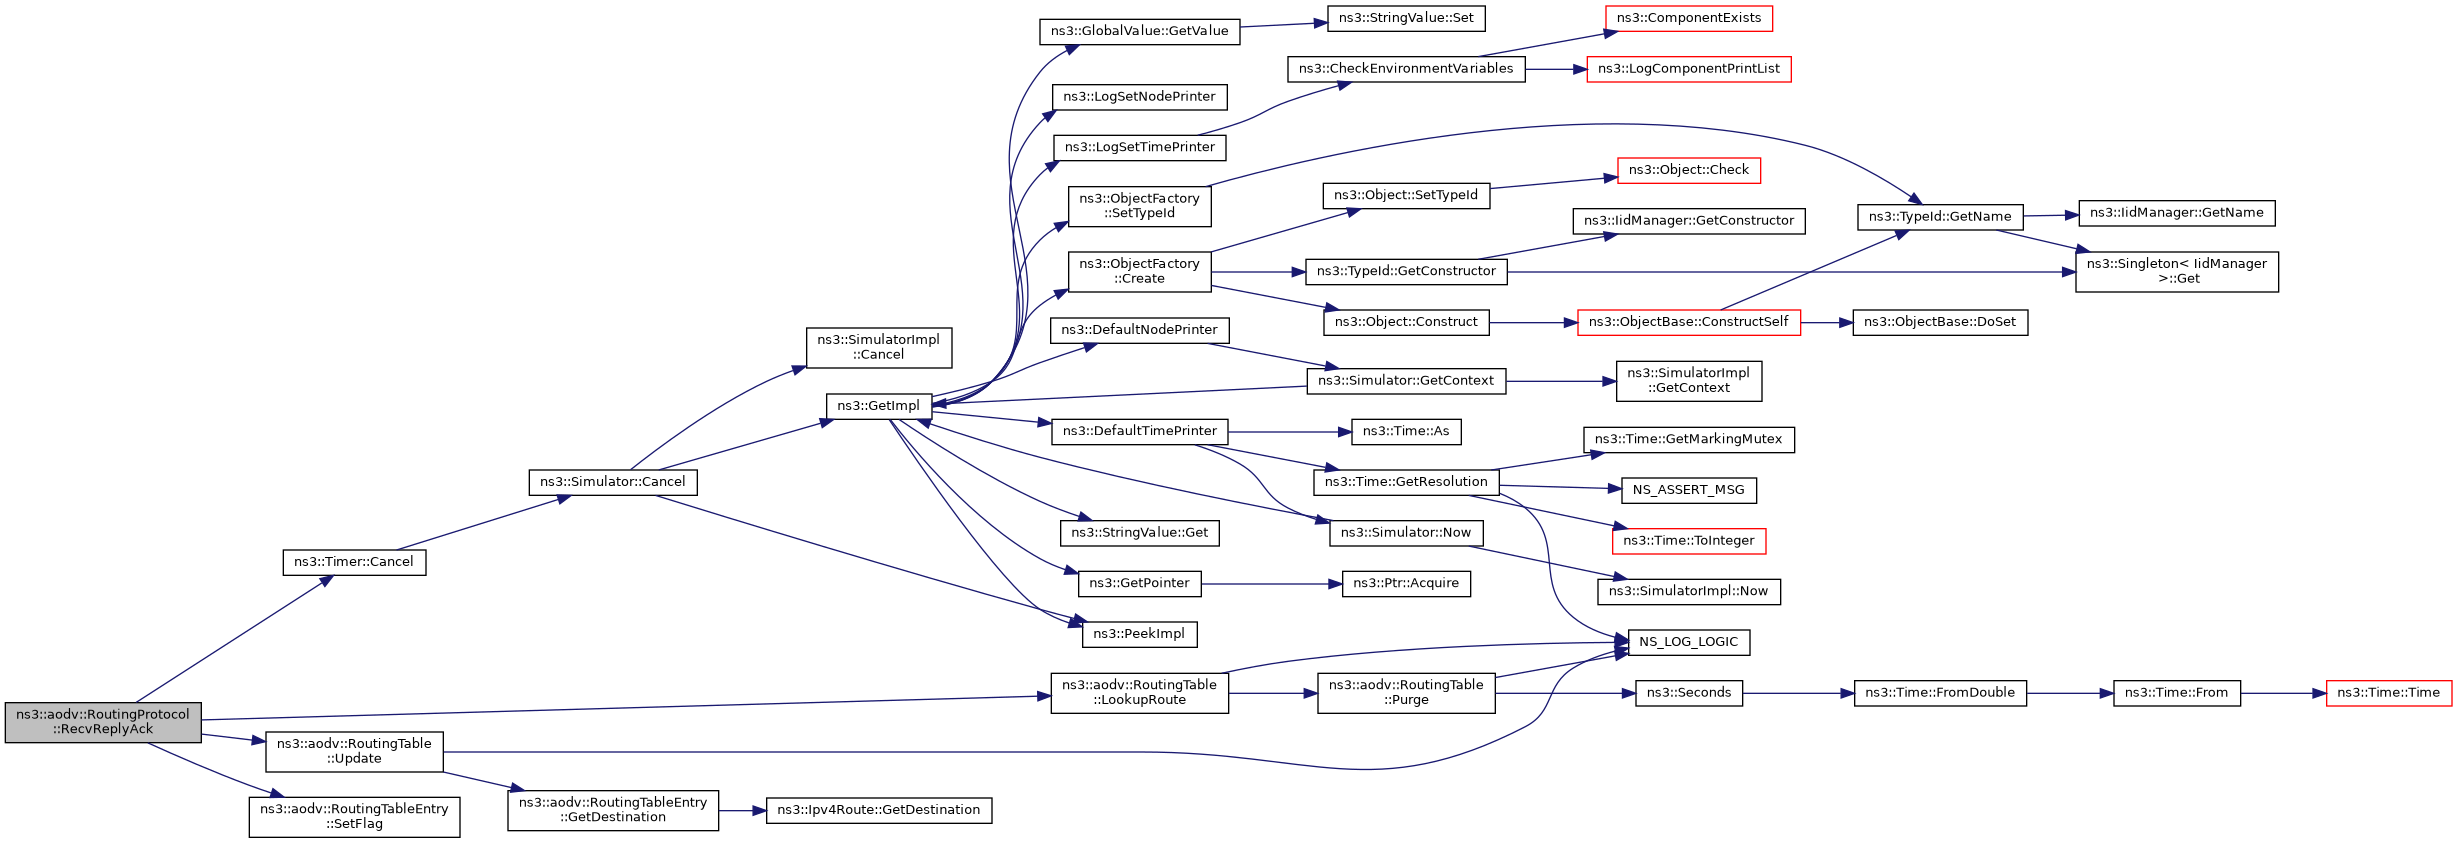 ns3::aodv::RoutingProtocol
::RecvReplyAck
ns3::Timer::Cancel
ns3::aodv::RoutingTable
::Update
ns3::aodv::RoutingTableEntry
::SetFlag
ns3::Simulator::Cancel
ns3::aodv::RoutingTableEntry
::GetDestination
ns3::SimulatorImpl
::Cancel
ns3::GetImpl
ns3::Ipv4Route::GetDestination
ns3::GlobalValue::GetValue
ns3::LogSetNodePrinter
ns3::LogSetTimePrinter
ns3::ObjectFactory
::SetTypeId
ns3::ObjectFactory
::Create
ns3::DefaultNodePrinter
ns3::DefaultTimePrinter
ns3::StringValue::Get
ns3::GetPointer
ns3::PeekImpl
ns3::aodv::RoutingTable
::LookupRoute
ns3::StringValue::Set
ns3::CheckEnvironmentVariables
ns3::Object::SetTypeId
ns3::TypeId::GetConstructor
ns3::Object::Construct
ns3::Simulator::GetContext
ns3::Time::As
ns3::Time::GetResolution
ns3::Simulator::Now
ns3::Ptr::Acquire
ns3::aodv::RoutingTable
::Purge
ns3::ComponentExists
ns3::LogComponentPrintList
ns3::Object::Check
ns3::IidManager::GetConstructor
ns3::ObjectBase::ConstructSelf
ns3::SimulatorImpl
::GetContext
ns3::Time::GetMarkingMutex
NS_ASSERT_MSG
ns3::Time::ToInteger
ns3::SimulatorImpl::Now
NS_LOG_LOGIC
ns3::Seconds
ns3::TypeId::GetName
ns3::ObjectBase::DoSet
ns3::Time::FromDouble
ns3::IidManager::GetName
ns3::Singleton< IidManager
>::Get
ns3::Time::From
ns3::Time::Time